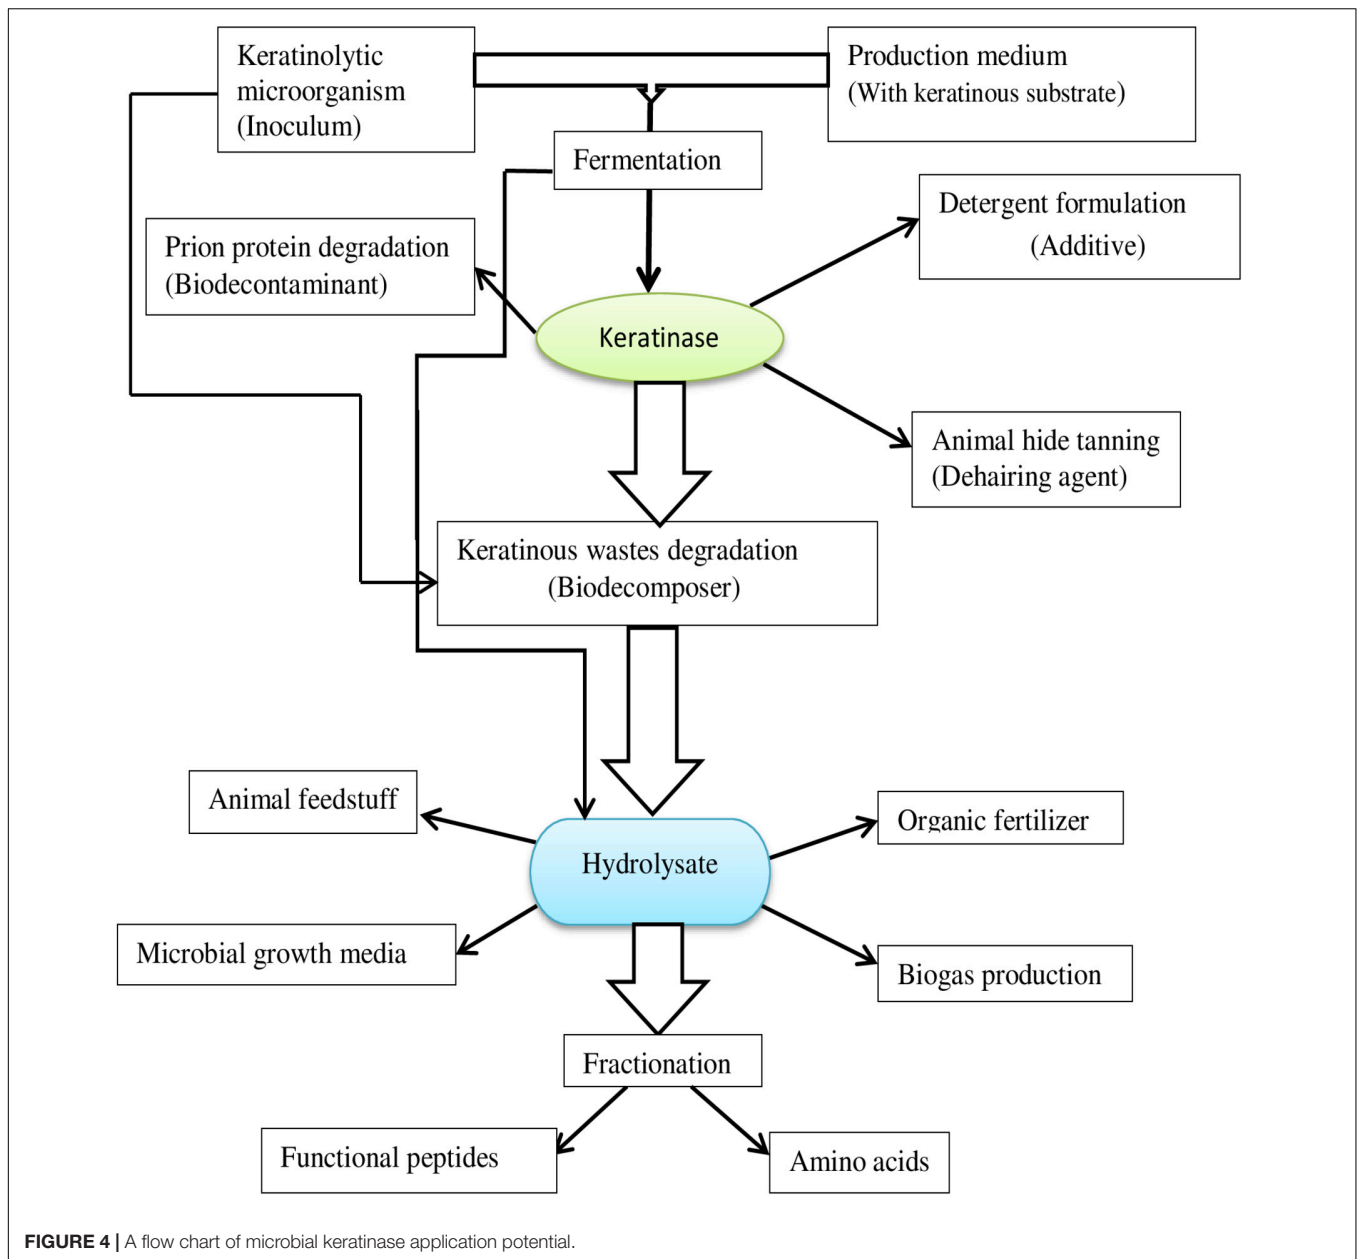 Keratinolytic
microorganism
(Inoculum)
Production medium
(With keratinous substrate)
Fermentation
Detergent formulation
(Additive)
Prion protein degradation
(Biodecontaminant)
Keratinase
Animal hide tanning
(Dehairing agent)
Keratinous wastes degradation
(Biodecomposer)
Animal feedstuff
Organic fertilizer
Hydrolysate
Microbial growth media
Biogas production
Fractionation
Functional peptides
Amino acids
FIGURE 4 | A flow chart of microbial keratinase application potential.